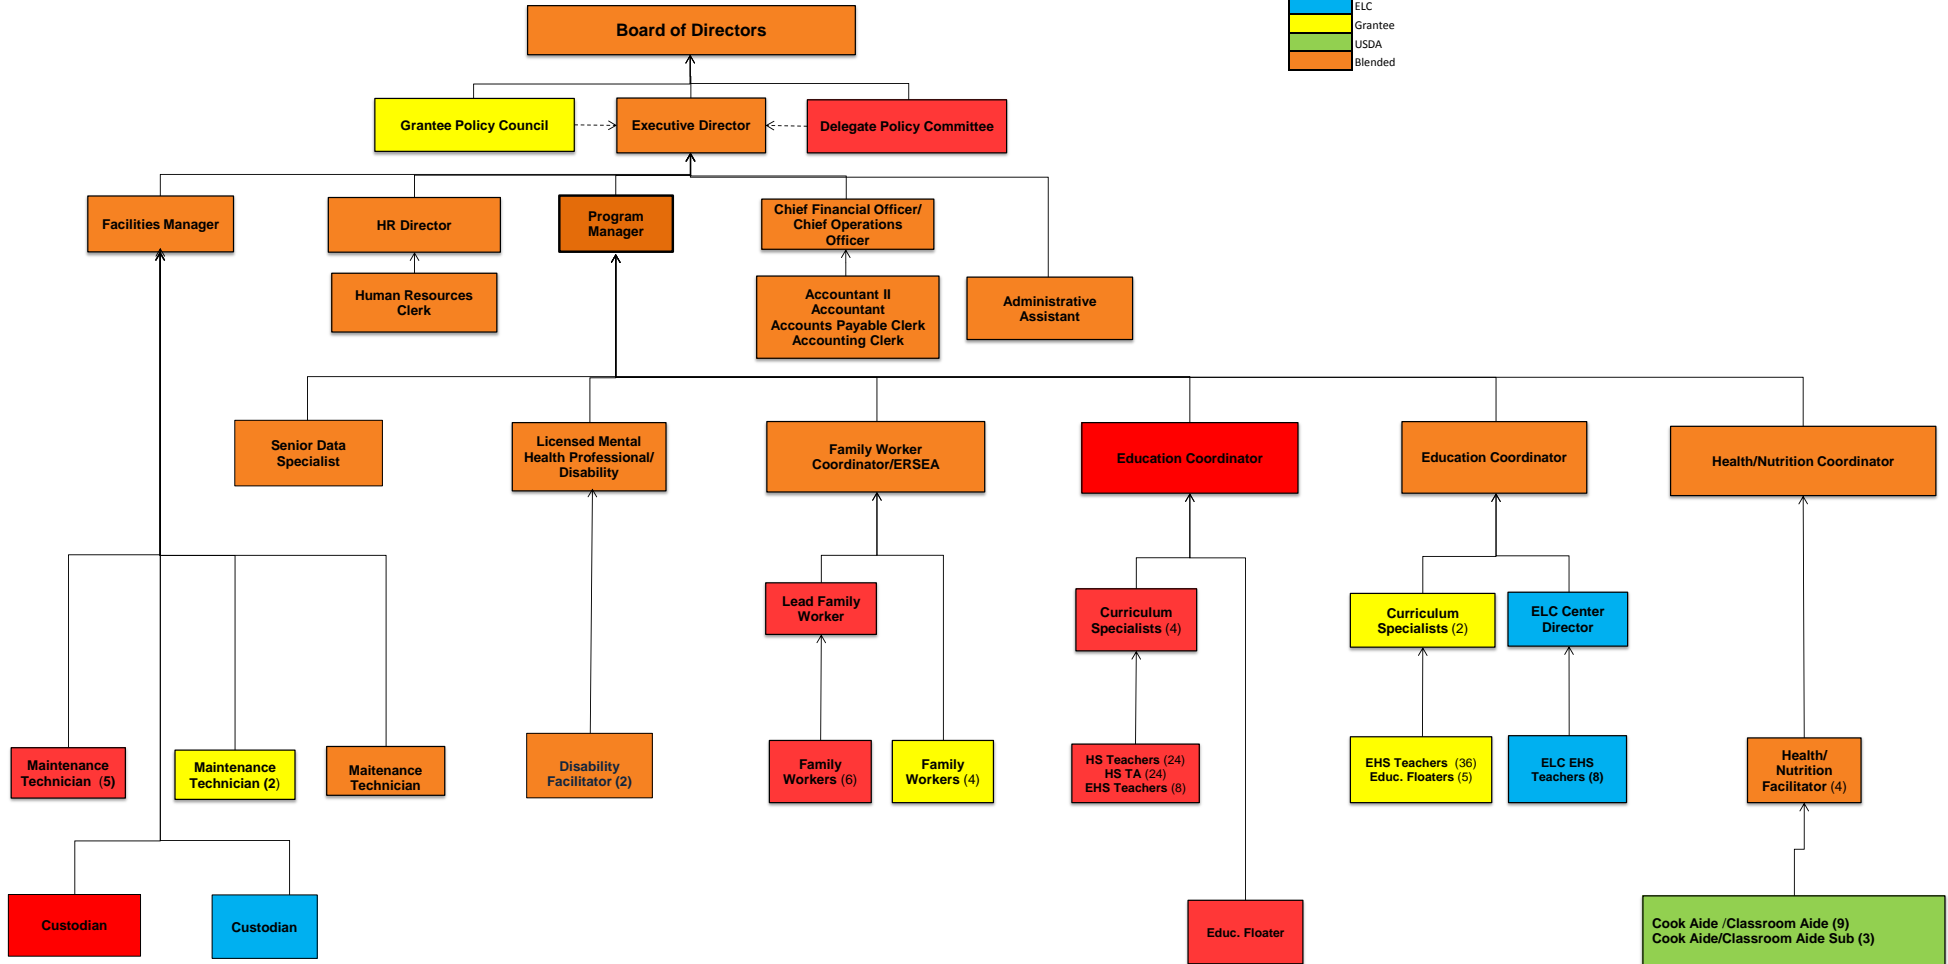 ELC
Grantee
USDA
Blended
Board of Directors
Grantee Policy Council
Executive Director
Delegate Policy Committee
Facilities Manager
HR Director
Program
Manager
Chief Financial Officer/
Chief Operations
Officer
Human Resources
Clerk
Accountant II
Accountant
Accounts Payable Clerk
Accounting Clerk
Administrative
Assistant
Senior Data
Specialist
Licensed Mental
Health Professional/
Disability
Family Worker
Coordinator/ERSEA
Education Coordinator
Education Coordinator
Health/Nutrition Coordinator
Lead Family
Worker
Curriculum
Specialists (4)
Curriculum
Specialists (2)
ELC Center
Director
Maintenance
Technician (5)
Maintenance
Technician (2)
Maitenance
Technician
Disability
Facilitator (2)
Family
Workers (6)
Family
Workers (4)
HS Teachers (24)
HS TA (24)
EHS Teachers (8)
EHS Teachers (36)
Educ. Floaters (5)
ELC EHS
Teachers (8)
Health/
Nutrition
Facilitator (4)
Custodian
Custodian
Educ. Floater
Cook Aide /Classroom Aide (9)
Cook Aide/Classroom Aide Sub (3)